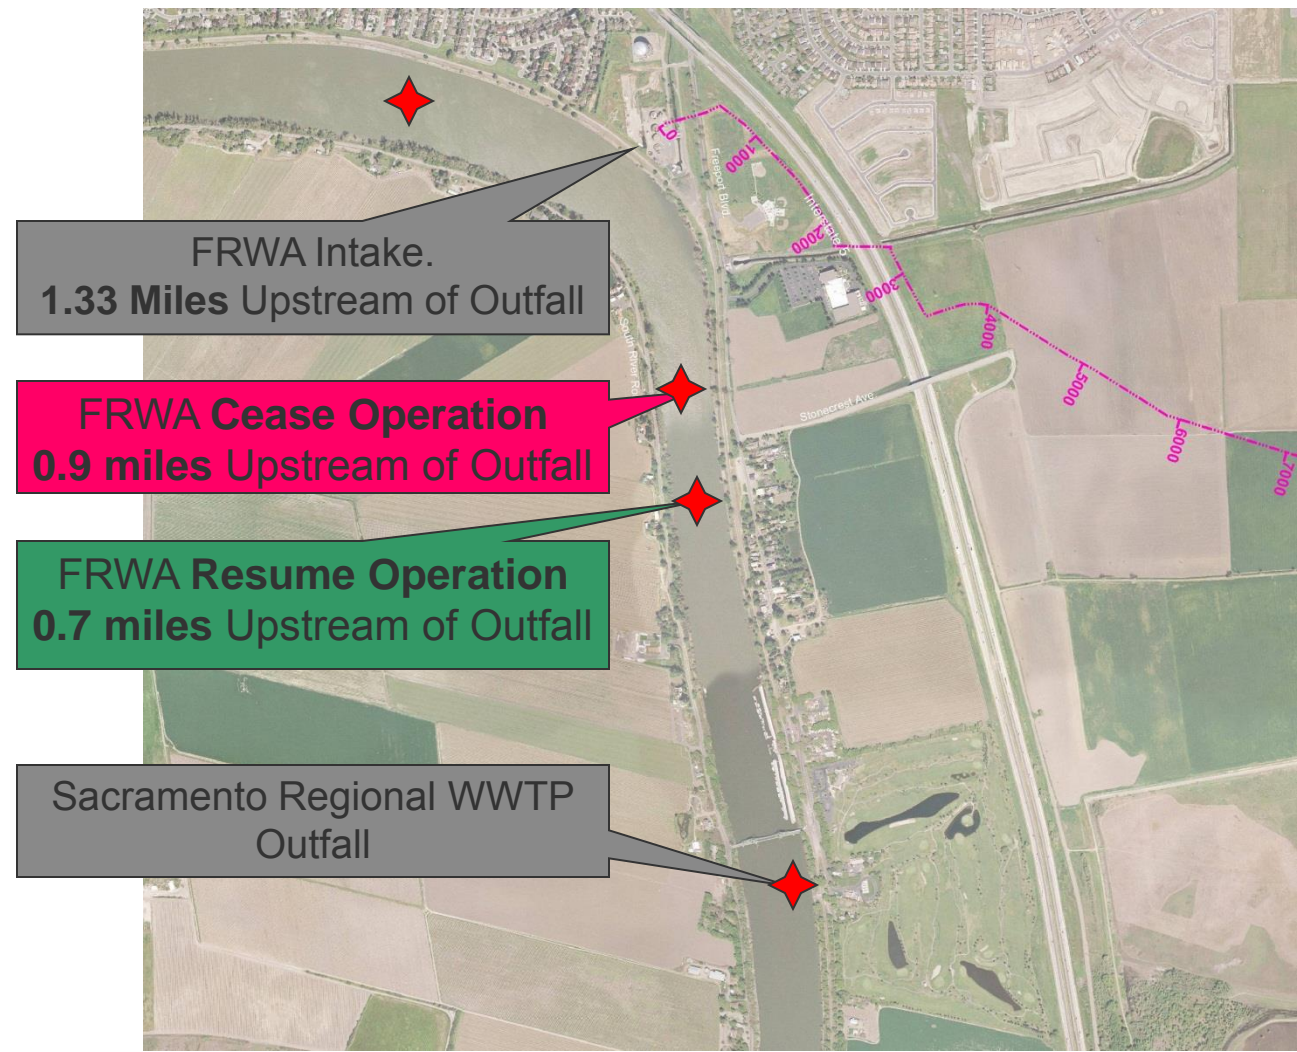 0
1000
Freeport Blvd
Interstate 5
2000
FRWA Intake.
1.33 Miles Upstream of Outfall
3000
4000
South River Ro
5000
FRWA Cease Operation
0.9 miles Upstream of Outfall
Stonecrest Ave
6000
7000
FRWA Resume Operation
0.7 miles Upstream of Outfall
Sacramento Regional WWTP
Outfall